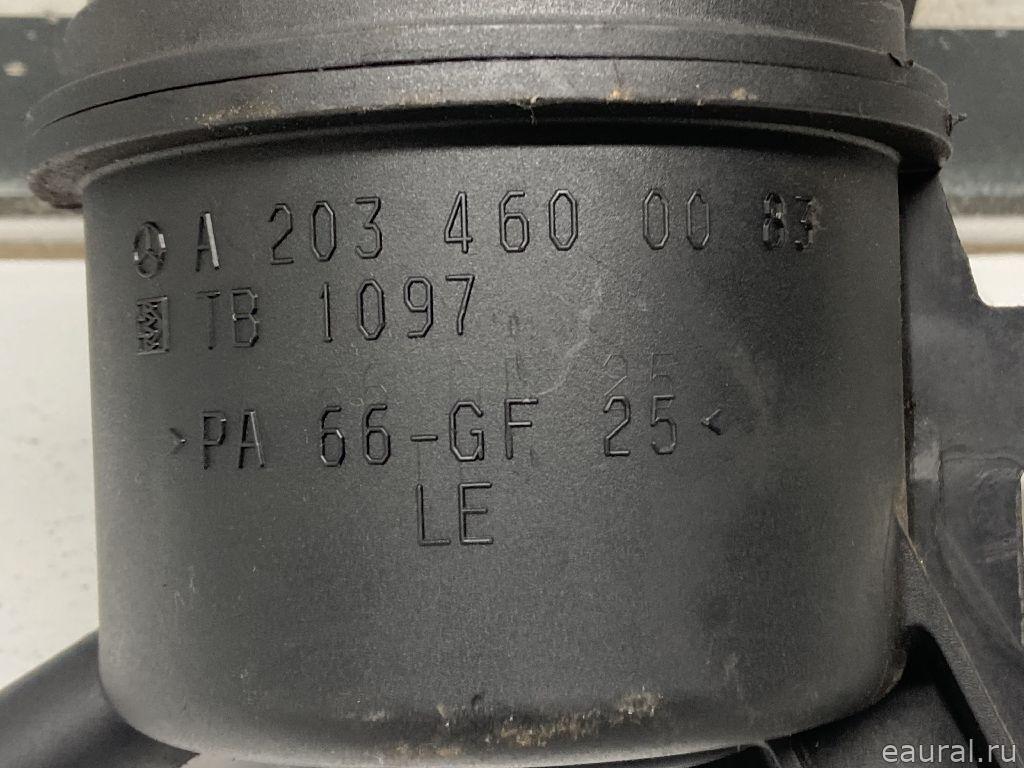 A 203 460 00 83
TB 1097
>PA 66-GF 25<
LE
eaural.ru